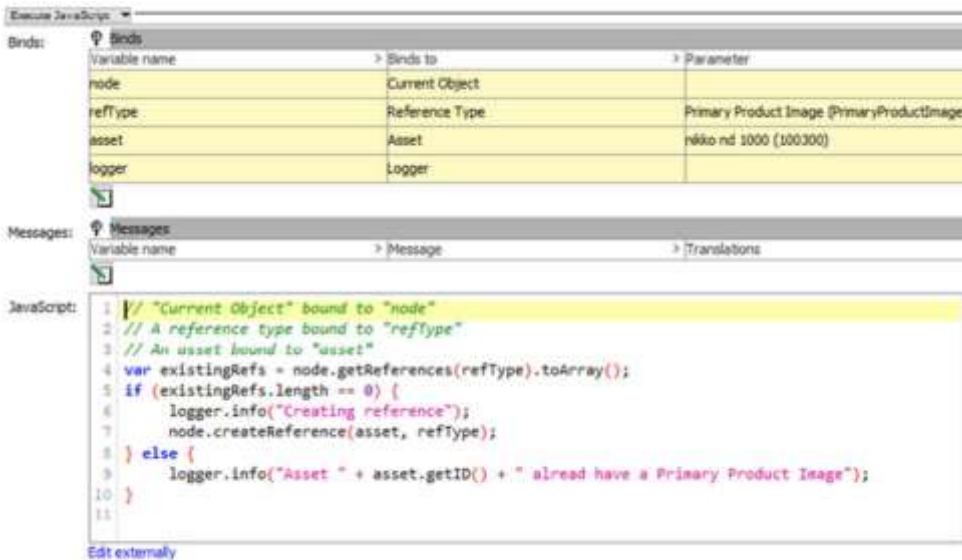 Execute JavaScript
Binds:
Binds
Variable name > Binds to > Parameter
node Current Object
refType Reference Type Primary Product Image (PrimaryProductImage
asset Asset nikko nd 1000 (100300)
logger Logger
Messages:
Messages
Variable name > Message > Translations
JavaScript:
1 // "Current Object" bound to "node"
2 // A reference type bound to "refType"
3 // An asset bound to "asset"
4 var existingRefs = node.getReferences(refType).toArray();
5 if (existingRefs.length == 0) {
6 logger.info("Creating reference");
7 node.createReference(asset, refType);
8 } else {
9 logger.info("Asset " + asset.getID() + " alread have a Primary Product Image");
10 }
11
Edit externally